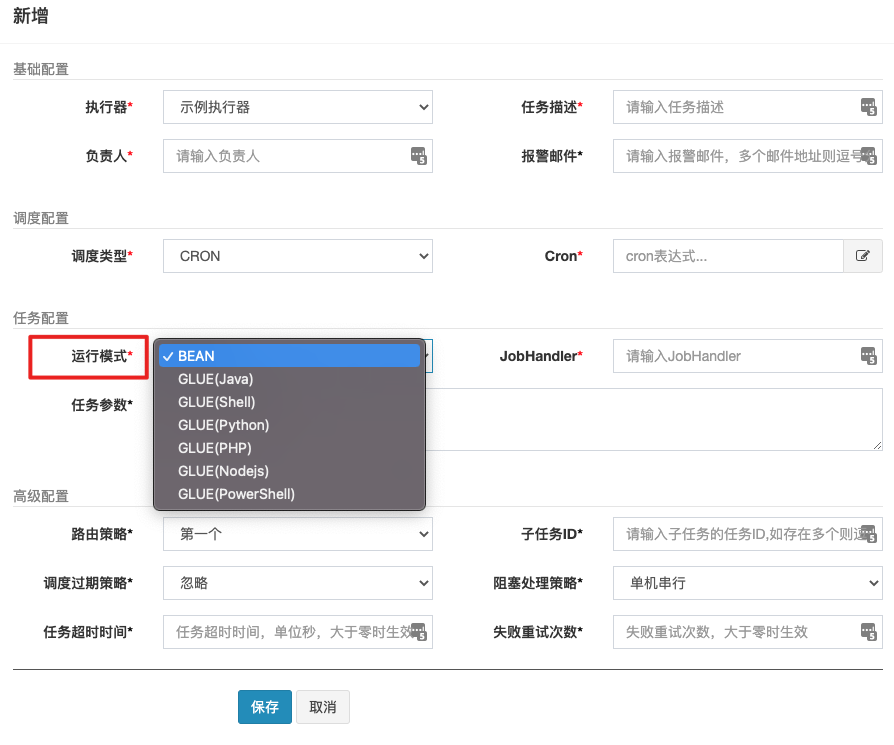 新增
基础配置
执行器* 示例执行器 任务描述* 请输入任务描述
负责人* 请输入负责人 报警邮件* 请输入报警邮件，多个邮件地址则逗号
调度配置
调度类型* CRON Cron* cron表达式...
任务配置
运行模式* ✓ BEAN JobHandler* 请输入JobHandler
GLUE(Java)
任务参数* GLUE(Shell)
GLUE(Python)
GLUE(PHP)
GLUE(Nodejs)
GLUE(PowerShell)
高级配置
路由策略* 第一个 子任务ID* 请输入子任务的任务ID,如存在多个则逗
调度过期策略* 忽略 阻塞处理策略* 单机串行
任务超时时间* 任务超时时间，单位秒，大于零时生效 失败重试次数* 失败重试次数，大于零时生效
保存 取消